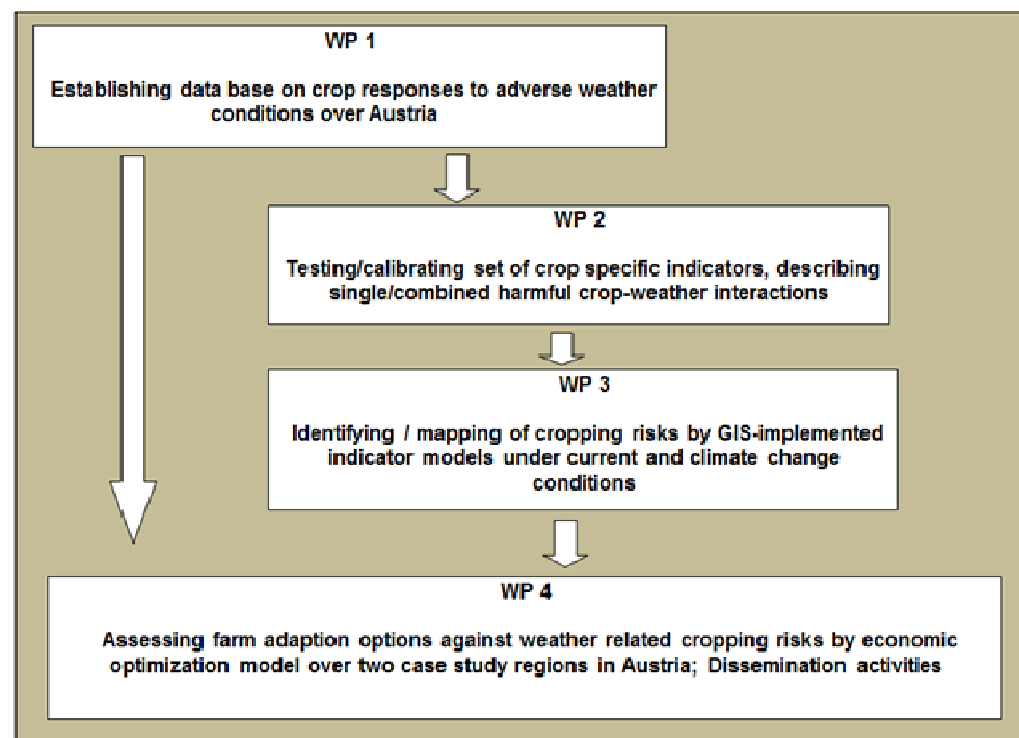 WP 1
Establishing data base on crop responses to adverse weather
conditions over Austria
WP 2
Testing/calibrating set of crop specific indicators, describing
single/combined harmful crop-weather interactions
WP 3
Identifying / mapping of cropping risks by GIS-implemented
indicator models under current and climate change
conditions
WP 4
Assessing farm adaption options against weather related cropping risks by economic
optimization model over two case study regions in Austria; Dissemination activities